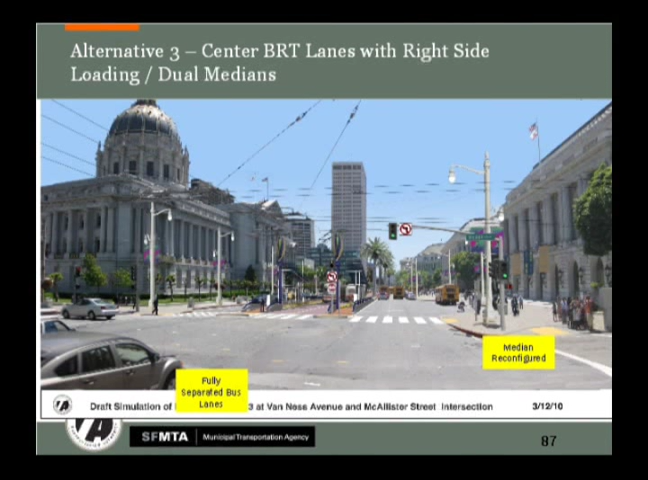 Alternative 3 – Center BRT Lanes with Right Side
Loading / Dual Medians
Median
Reconfigured
Fully
Separated Bus
Lanes
Draft Simulation of 3 at Van Ness Avenue and McAllister Street Intersection 3/12/10
SFMTA Municipal Transportation Agency
87